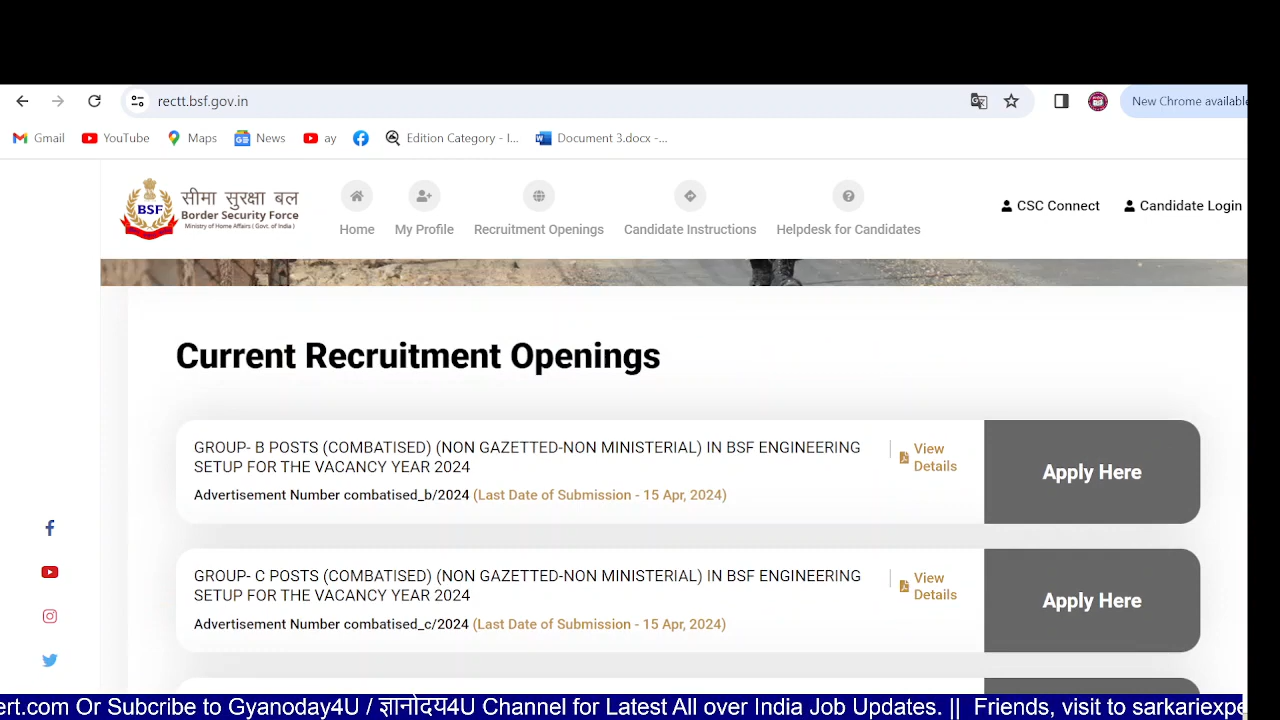 rectt.bsf.gov.in
New Chrome available
Gmail YouTube Maps News ay Edition Category - I... Document 3.docx -...
BSF
सीमा सुरक्षा बल
Border Security Force
Ministry of Home Affairs ( Govt. of India )
Home My Profile Recruitment Openings Candidate Instructions Helpdesk for Candidates
CSC Connect Candidate Login
Current Recruitment Openings
GROUP- B POSTS (COMBATISED) (NON GAZETTED-NON MINISTERIAL) IN BSF ENGINEERING
SETUP FOR THE VACANCY YEAR 2024
Advertisement Number combatised_b/2024 (Last Date of Submission - 15 Apr, 2024)
View
Details
Apply Here
GROUP- C POSTS (COMBATISED) (NON GAZETTED-NON MINISTERIAL) IN BSF ENGINEERING
SETUP FOR THE VACANCY YEAR 2024
Advertisement Number combatised_c/2024 (Last Date of Submission - 15 Apr, 2024)
View
Details
Apply Here
ert.com Or Subcribe to Gyanoday4U / ज्ञानोदय4U Channel for Latest All over India Job Updates. || Friends, visit to sarkariexpe